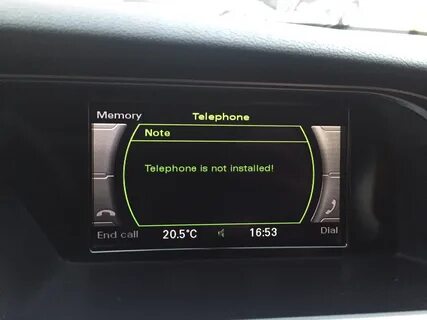 Memory
Telephone
Note
Telephone is not installed!
End call
20.5°C
16:53
Dial